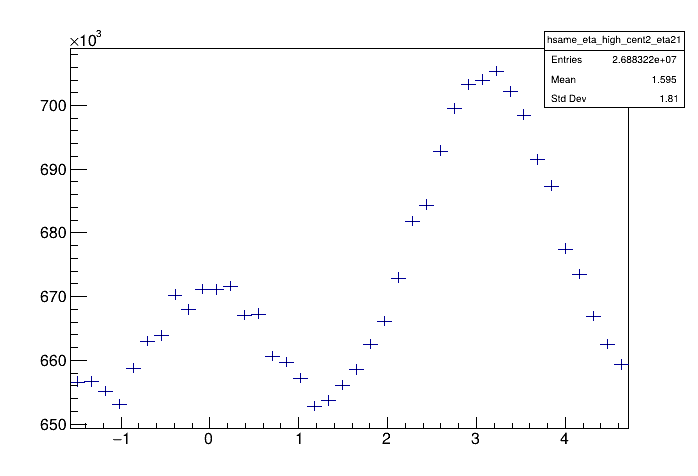 ×10³
hsame_eta_high_cent2_eta21
Entries 2.688322e+07
Mean 1.595
Std Dev 1.81
700
690
680
670
660
650
−1 0 1 2 3 4